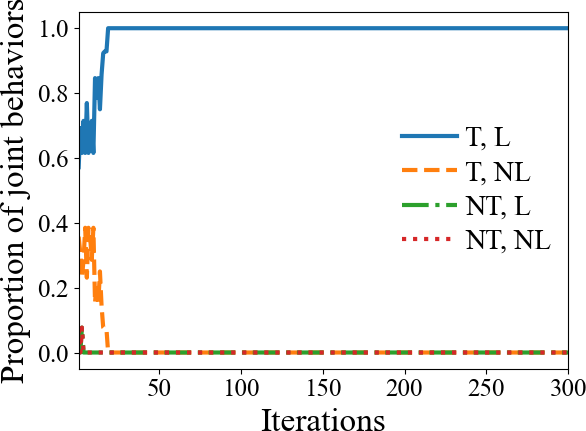 Proportion of joint behaviors
1.0
0.8
0.6
0.4
0.2
0.0
T, L
T, NL
NT, L
NT, NL
50 100 150 200 250 300
Iterations